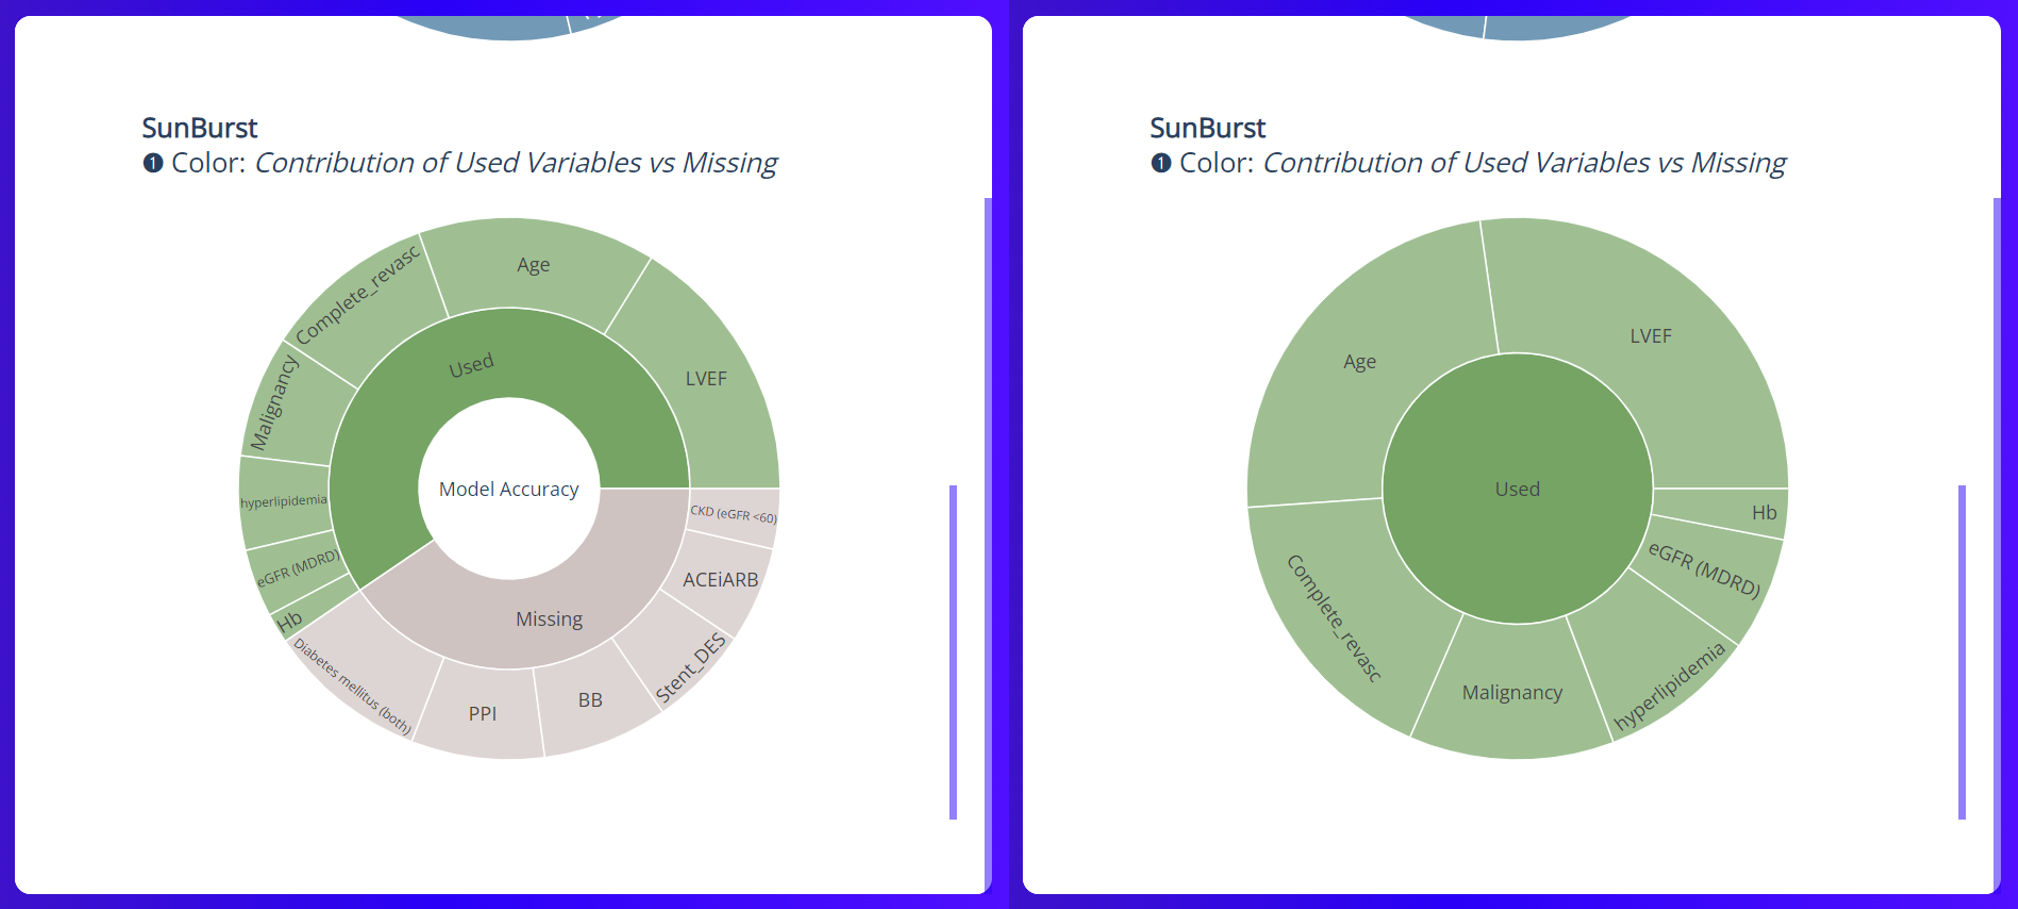 SunBurst
❶ Color: Contribution of Used Variables vs Missing
Complete_revasc
Age
LVEF
Used
Malignancy
Model Accuracy
hyperlipidemia
CKD (eGFR <60)
eGFR (MDRD)
ACEiARB
Hb
Missing
Diabetes mellitus (both)
PPI
BB
Stent_DES
SunBurst
❶ Color: Contribution of Used Variables vs Missing
LVEF
Age
Used
Hb
eGFR (MDRD)
Complete_revasc
Malignancy
hyperlipidemia